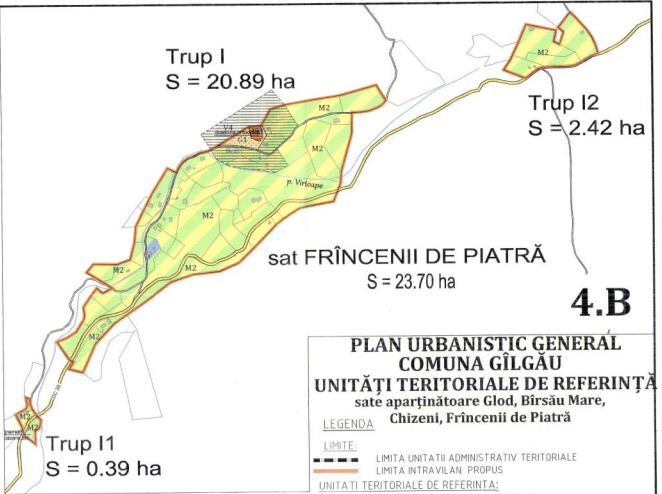 Trup I
S = 20.89 ha
M2
M2
Trup I2
S = 2.42 ha
M2
p. Virtoape
M2
M2
sat FRÎNCENII DE PIATRĂ
S = 23.70 ha
M2
M2
M2
4.B
DC 38
M2
M2
Trup I1
S = 0.39 ha
PLAN URBANISTIC GENERAL
COMUNA GÎLGĂU
UNITĂȚI TERITORIALE DE REFERINȚĂ
sate aparținătoare Glod, Bîrsău Mare,
Chizeni, Frîncenii de Piatră
LEGENDA
LIMITE:
LIMITA UNITATII ADMINISTRATIV TERITORIALE
LIMITA INTRAVILAN PROPUS
UNITATI TERITORIALE DE REFERINTA: